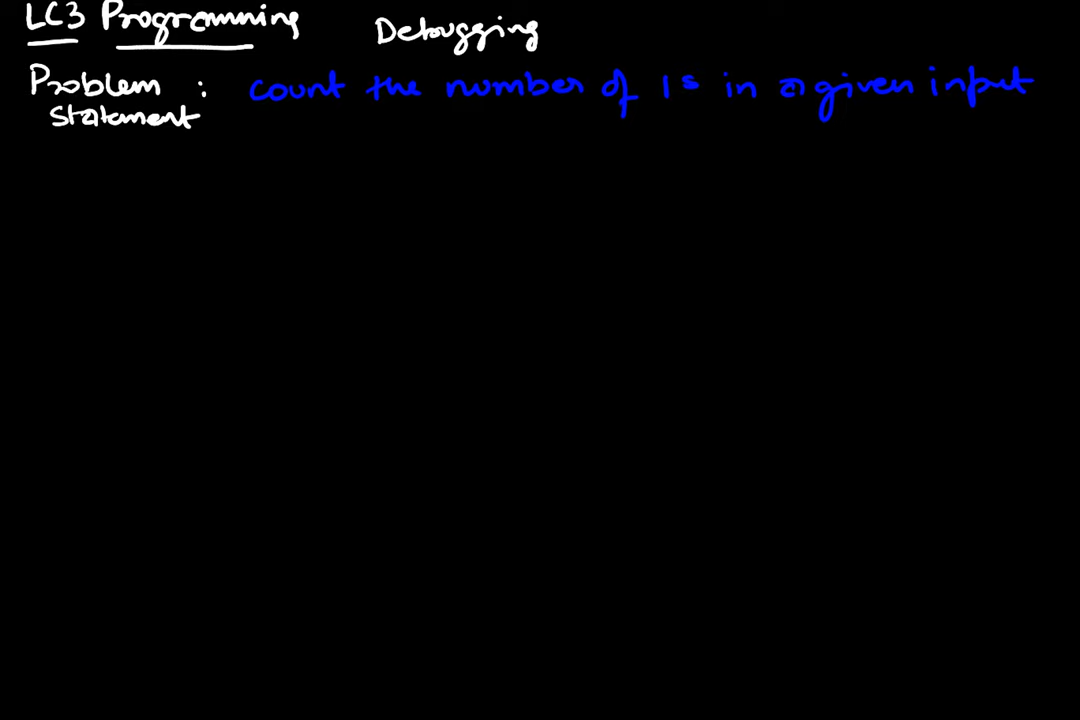 LC3 Programming Debugging
Problem : count the number of 1s in a given input
statement